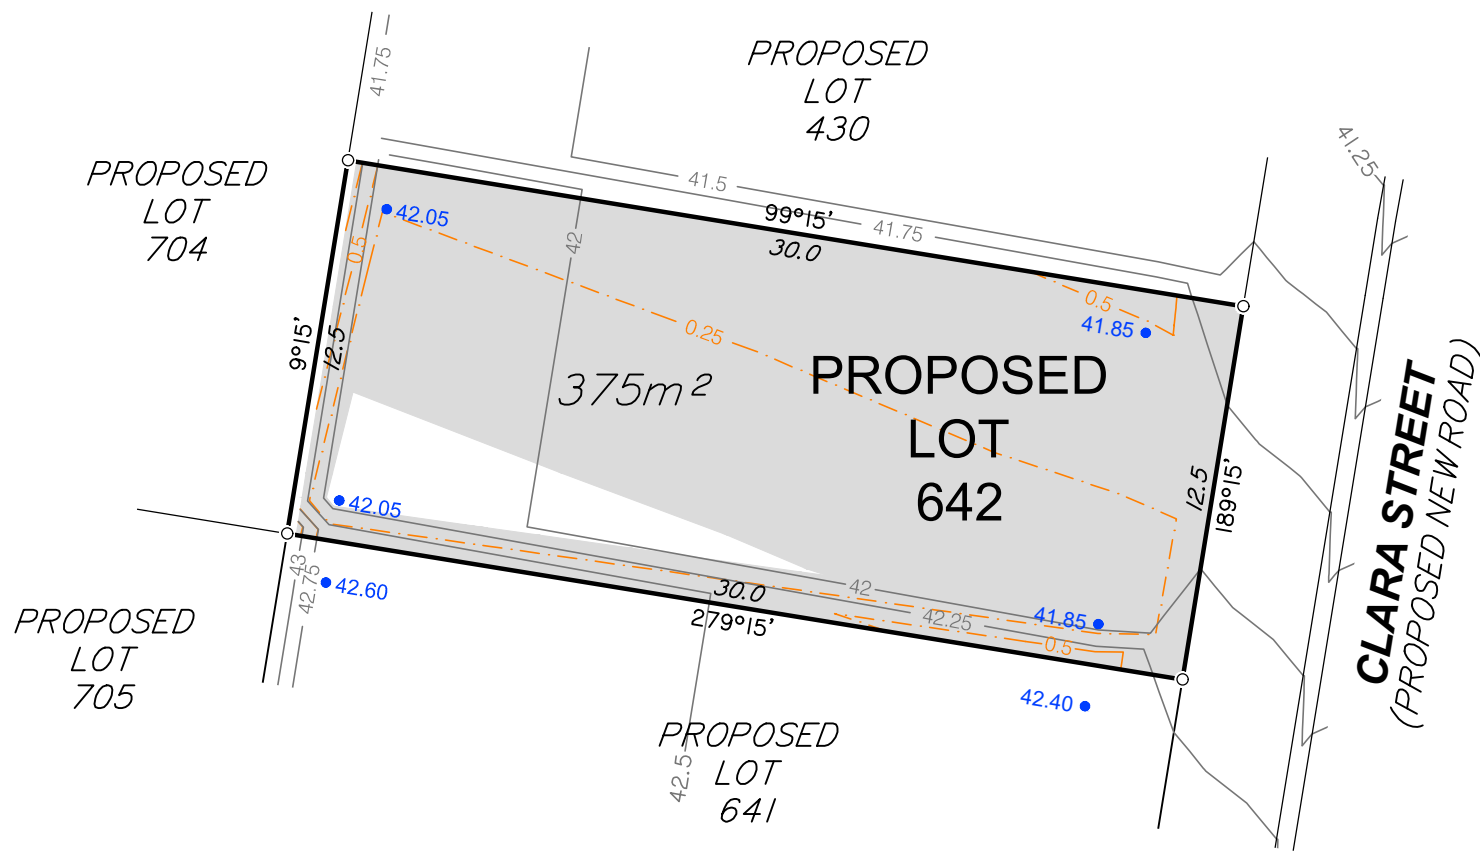 41.75
PROPOSED
LOT
430
41.25
PROPOSED
LOT
704
41.5
99°15'
41.75
30.0
42.05
42
0.5
0.5
41.85
0.25
9°15'
12.5
375m²
PROPOSED
LOT
642
CLARA STREET
(PROPOSED NEW ROAD)
12.5
189°15'
42.05
43
42.75
42.60
42
30.0
279°15'
42.25
41.85
0.5
42.40
PROPOSED
LOT
705
PROPOSED
LOT
641
42.5